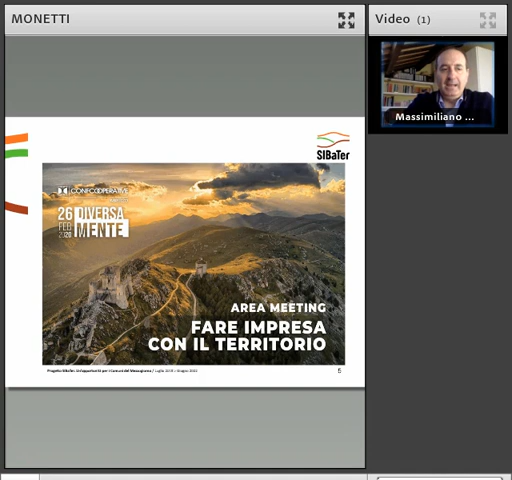 MONETTI
Video (1)
Massimiliano ...
SIBaTer
CONFCOOPERATIVE
26 DIVERSA
FEB MENTE
2020
AREA MEETING
FARE IMPRESA
CON IL TERRITORIO
5